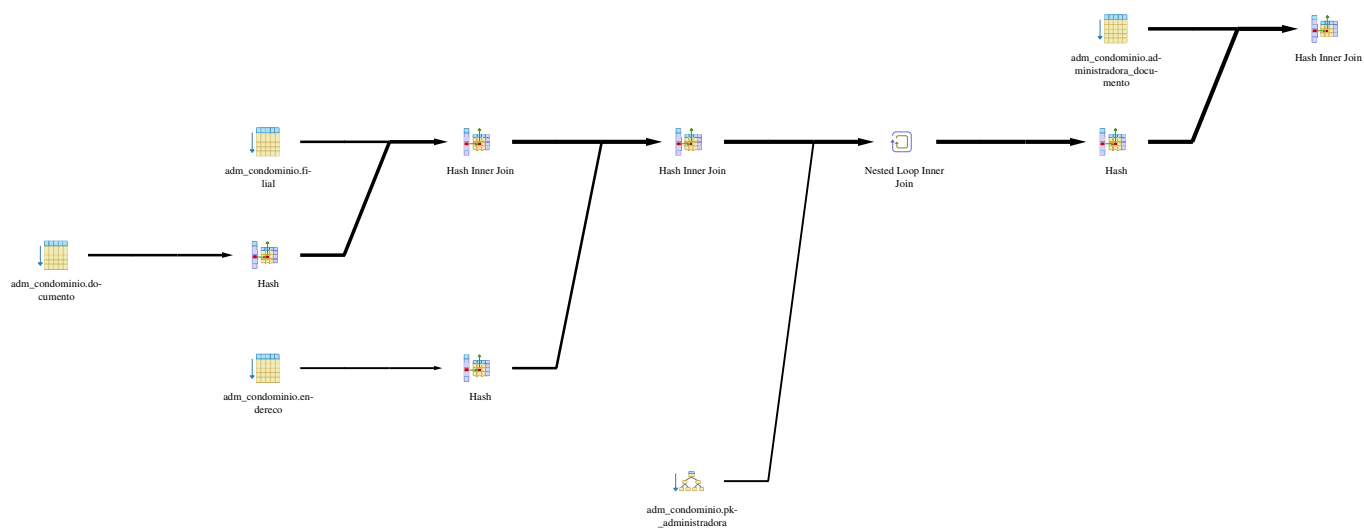 adm_condominio.ad-
ministradora_docu-
mento
Hash Inner Join
adm_condominio.fi-
lial
Hash Inner Join
Hash Inner Join
Nested Loop Inner
Join
Hash
adm_condominio.do-
cumento
Hash
adm_condominio.en-
dereco
Hash
adm_condominio.pk-
_administradora